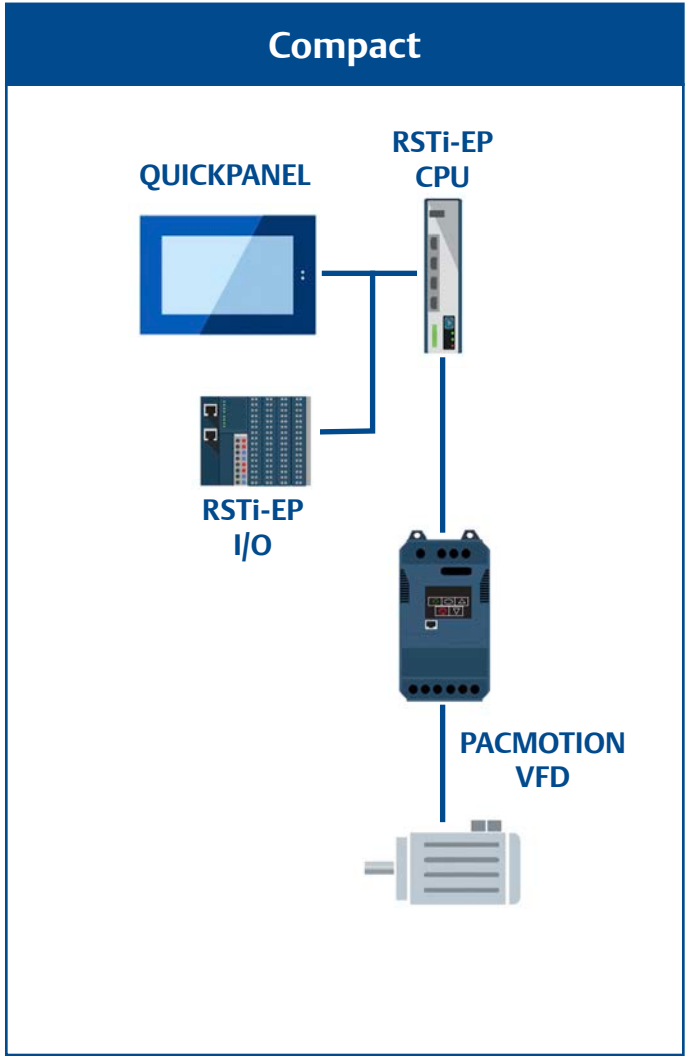 Compact
QUICKPANEL
RSTi-EP
CPU
RSTi-EP
I/O
PACMOTION
VFD